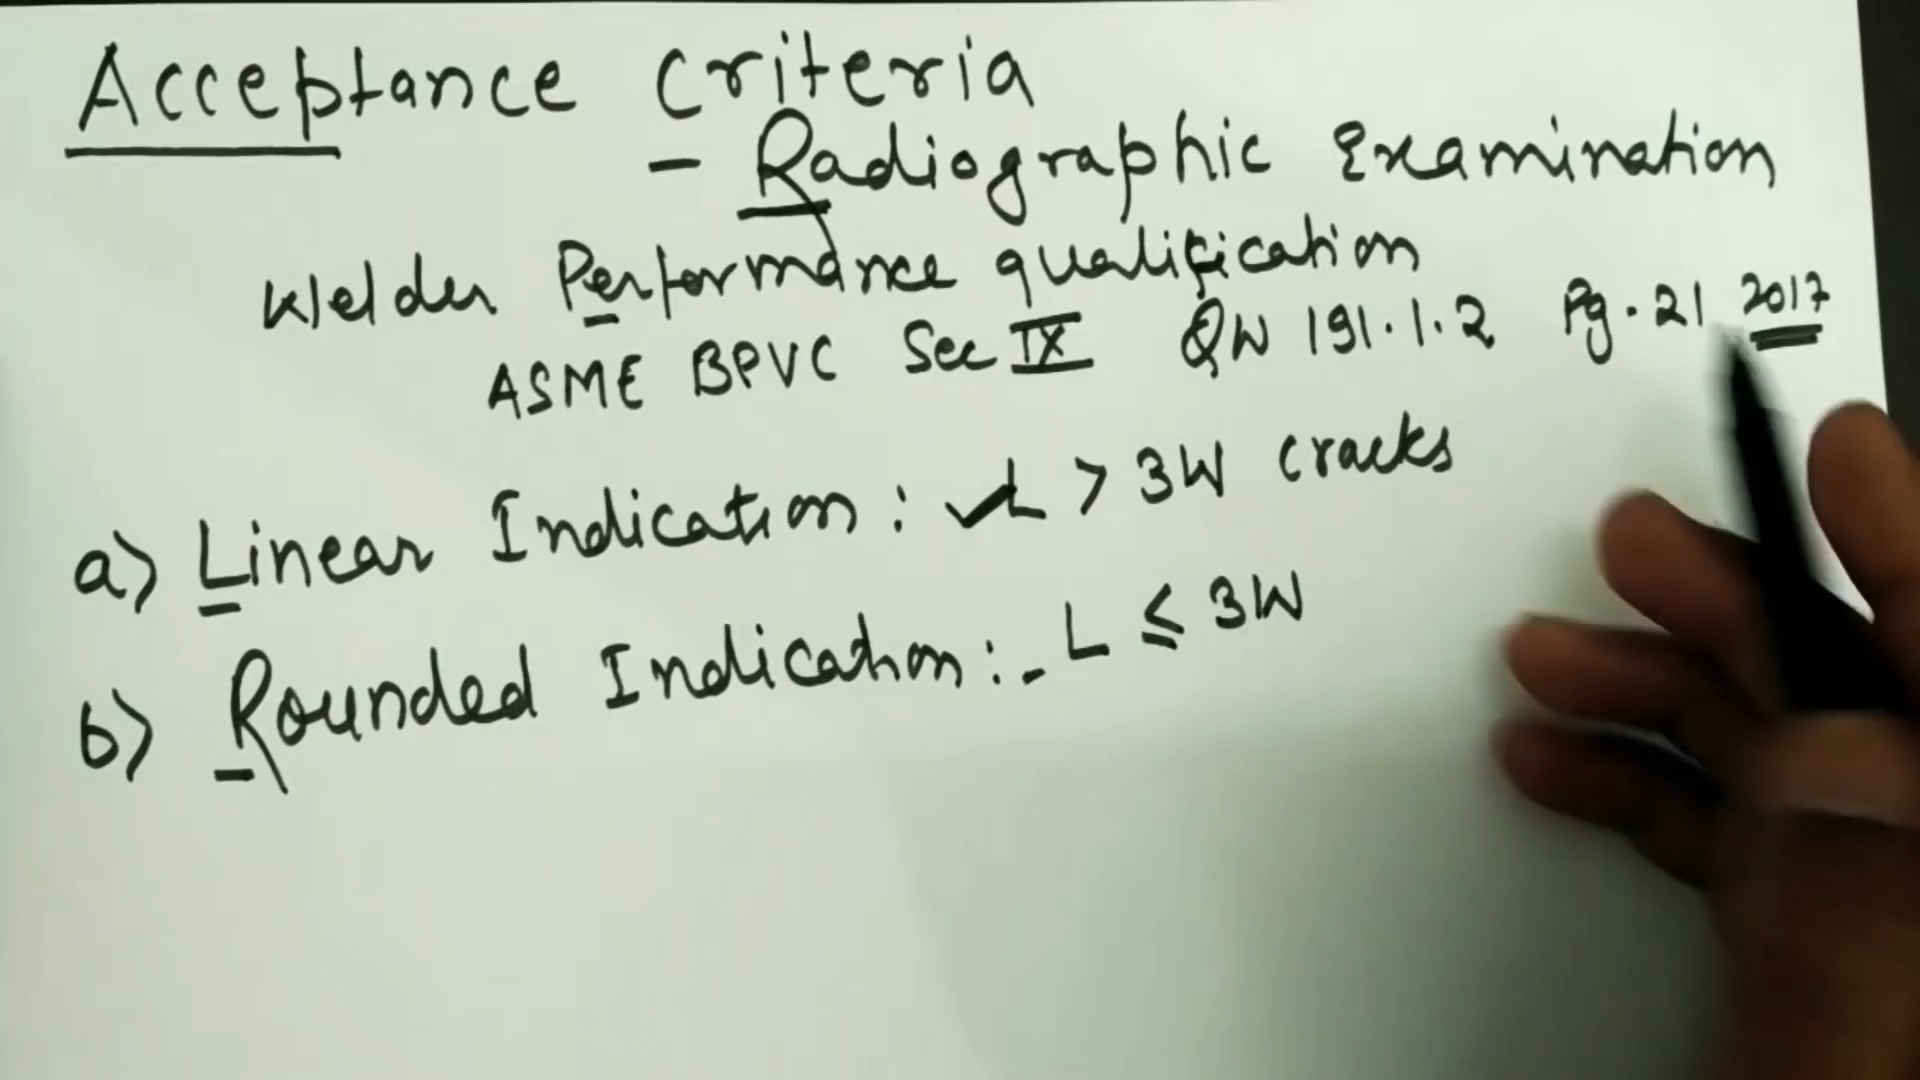 Acceptance Criteria
- Radiographic Examination
Welder Performance qualification
ASME BPVC Sec IX QW 191.1.2 Pg. 21 2017
a) Linear Indication : L > 3W cracks
b) Rounded Indication :- L ≤ 3W